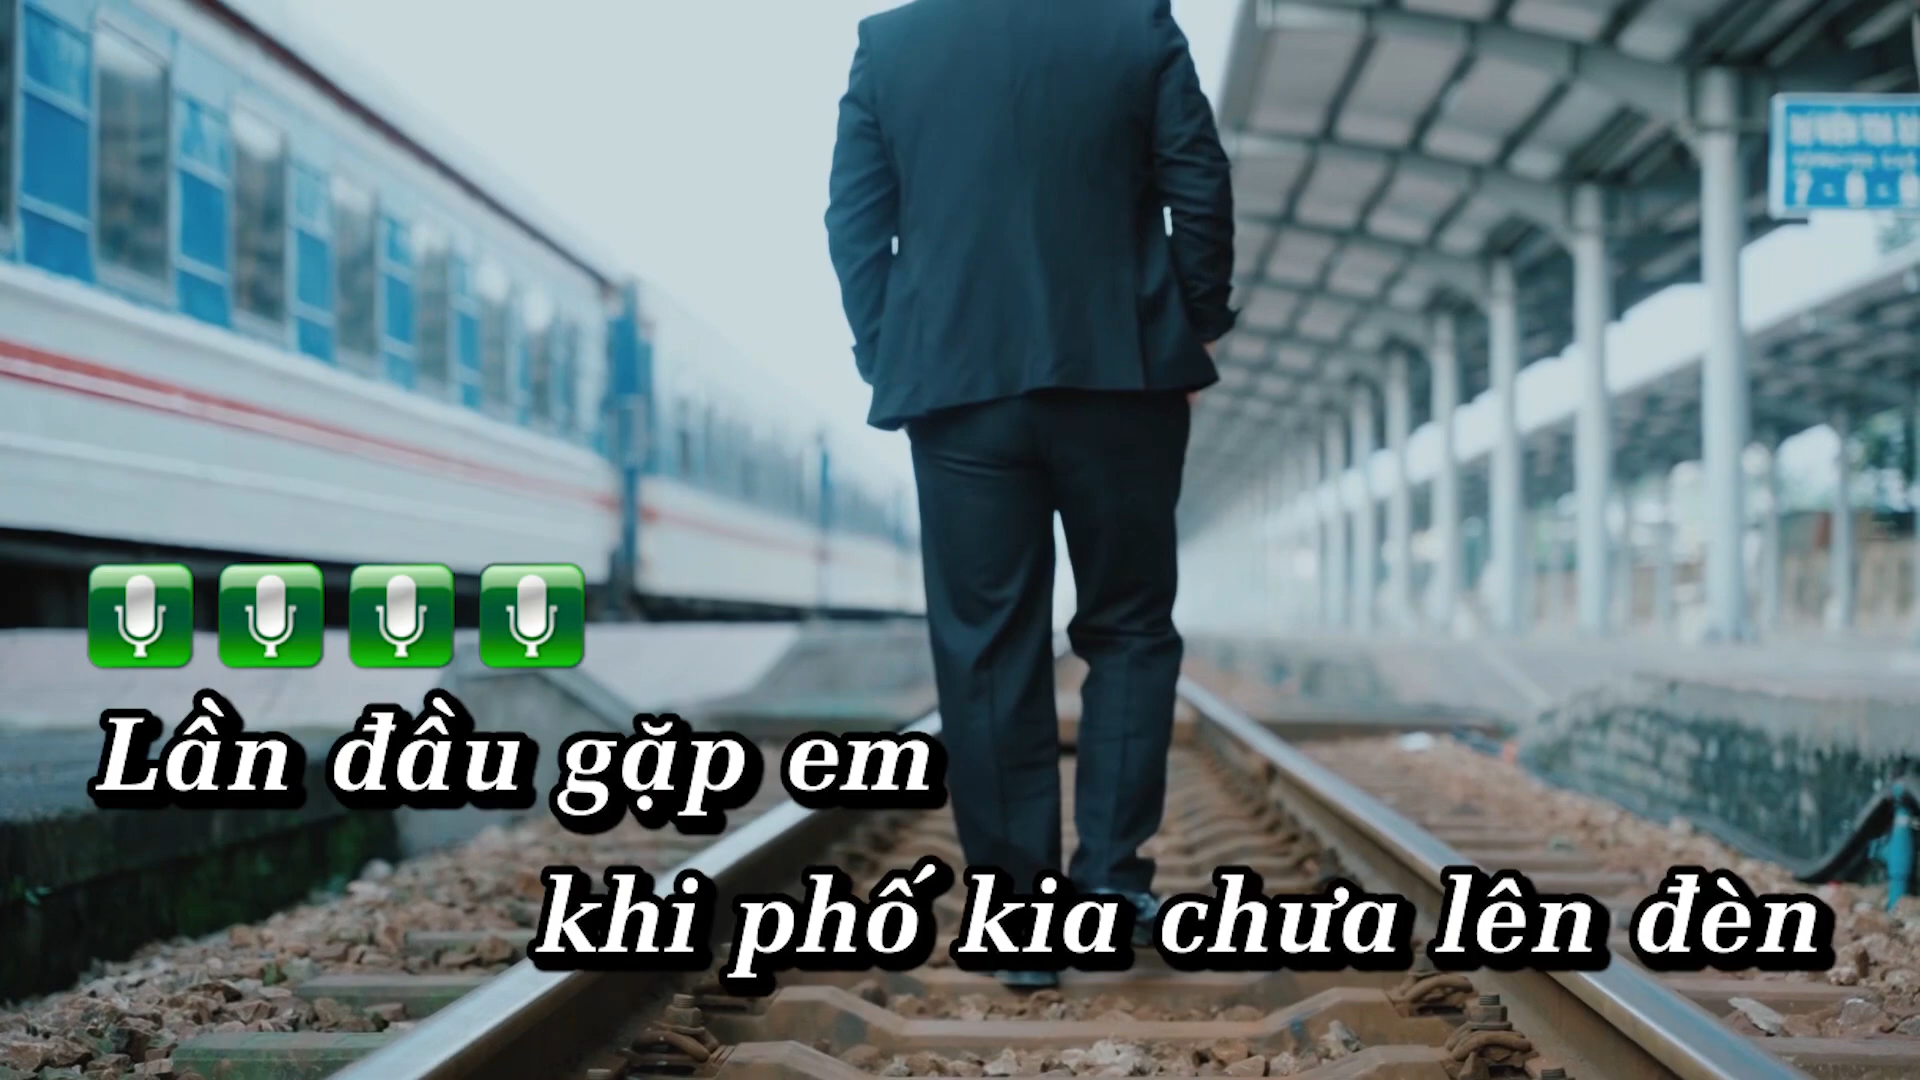 Lần đầu gặp em
khi phố kia chưa lên đèn